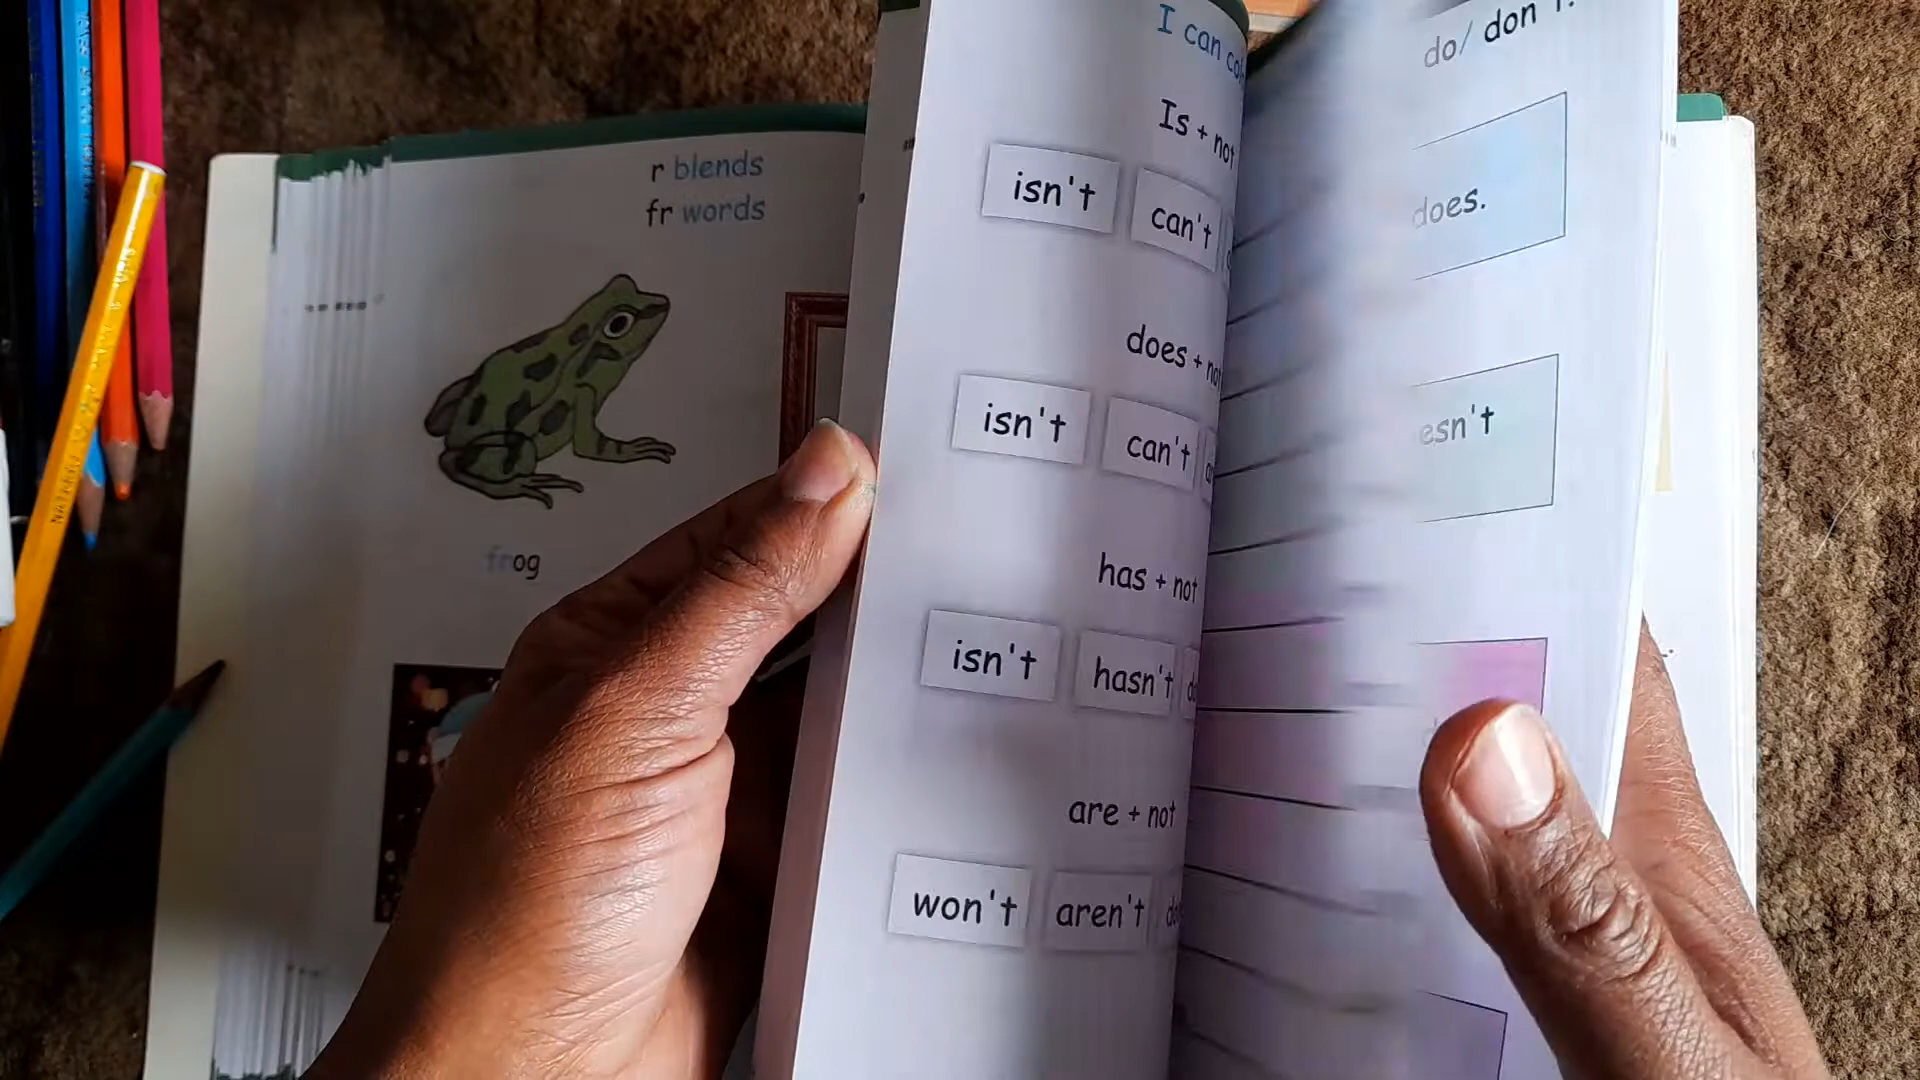 r blends
fr words
frog
I can
Is + not
isn't can't
does + not
isn't can't
has + not
isn't hasn't
are + not
won't aren't
do/ don't.
does.
esn't